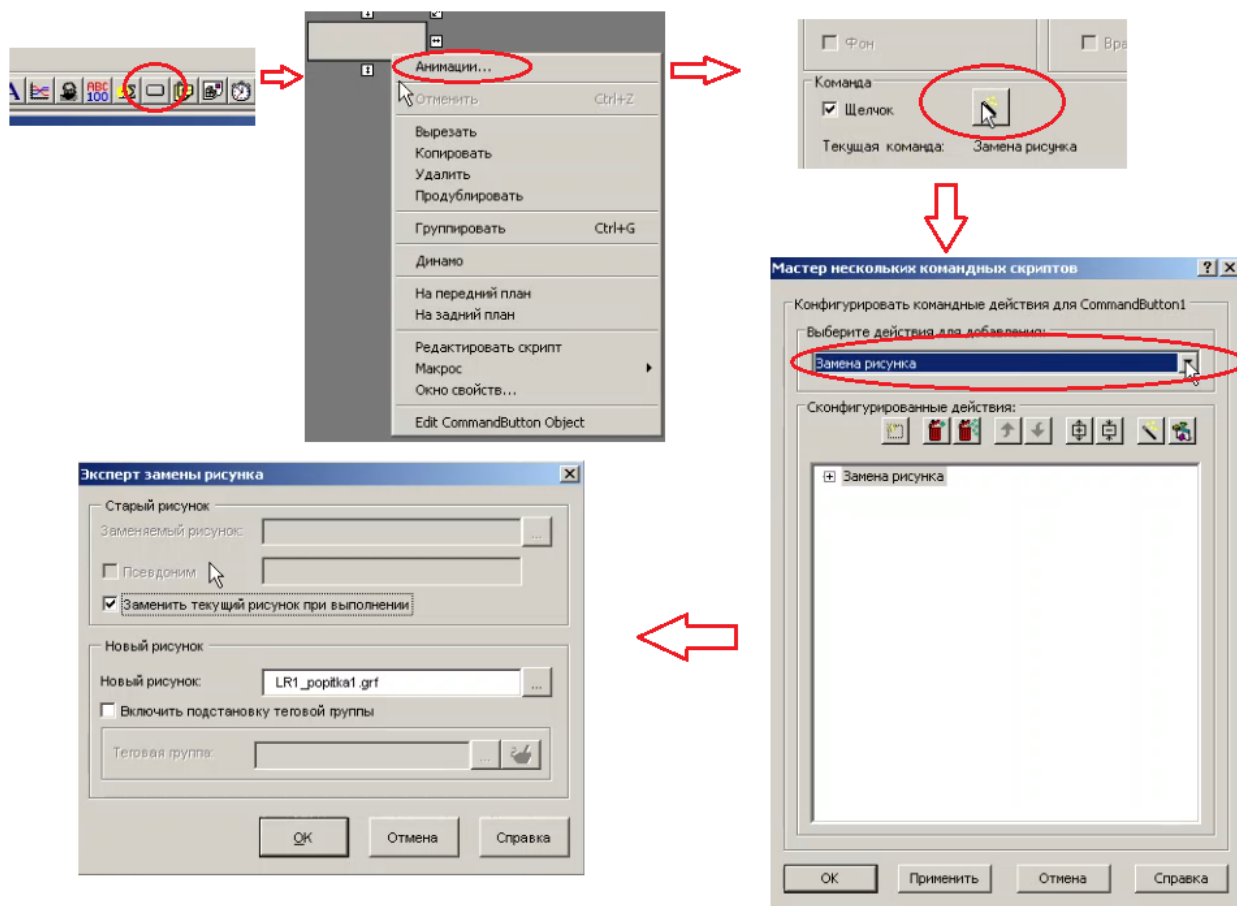 A
ABC
100
Анимации...
Отменить Ctrl+Z
Вырезать
Копировать
Удалить
Продублировать
Группировать Ctrl+G
Динамо
На передний план
На задний план
Редактировать скрипт
Макрос
Окно свойств...
Edit CommandButton Object
Фон
Вра
Команда
Щелчок
Текущая команда: Замена рисунка
Мастер нескольких командных скриптов
Конфигурировать командные действия для CommandButton1
Выберите действия для добавления:
Замена рисунка
Сконфигурированные действия:
Замена рисунка
OK Применить Отмена Справка
Эксперт замены рисунка
Старый рисунок
Заменяемый рисунок: ...
Псевдоним
Заменить текущий рисунок при выполнении
Новый рисунок
Новый рисунок: LR1_popitka1.grf ...
Включить подстановку теговой группы
Теговая группа: ...
OK Отмена Справка